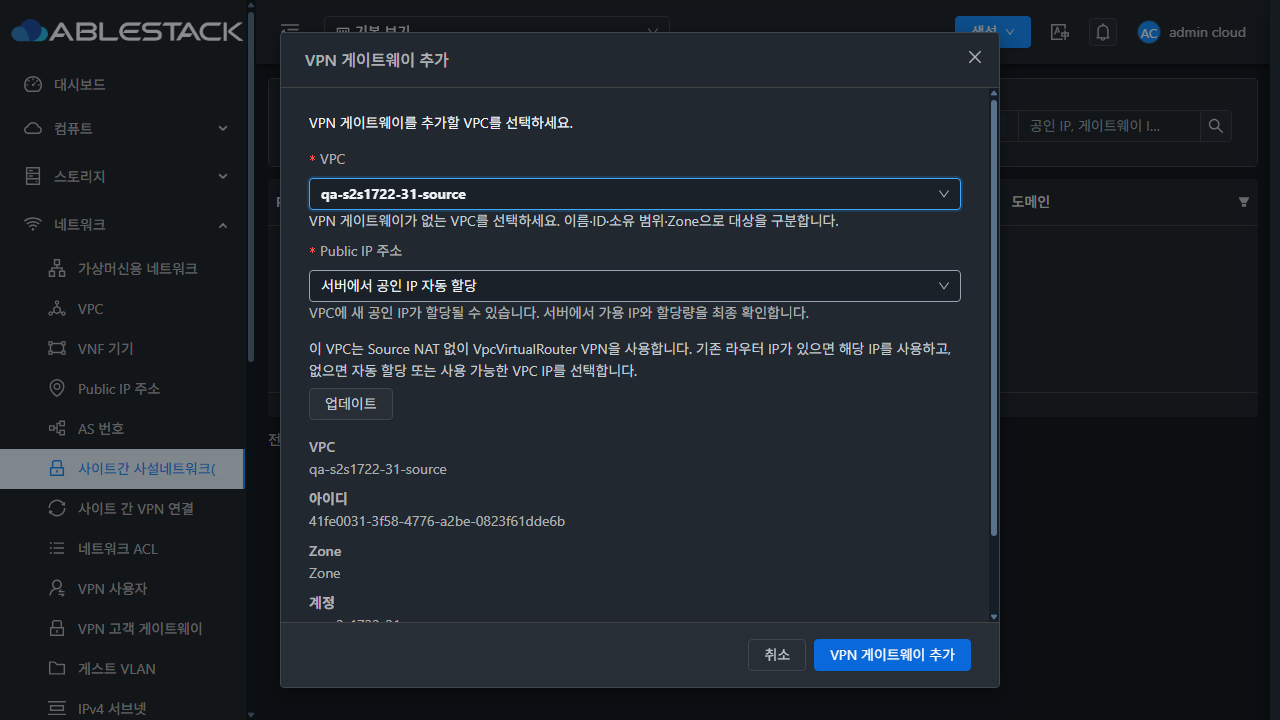 ABLESTACK
기본 보기
생성
AC
admin cloud
대시보드
컴퓨트
스토리지
네트워크
가상머신용 네트워크
VPC
VNF 기기
Public IP 주소
AS 번호
사이트간 사설네트워크(
사이트 간 VPN 연결
네트워크 ACL
VPN 사용자
VPN 고객 게이트웨이
게스트 VLAN
IPv4 서브넷
공인 IP, 게이트웨이 I...
도메인
VPN 게이트웨이 추가
VPN 게이트웨이를 추가할 VPC를 선택하세요.
* VPC
qa-s2s1722-31-source
VPN 게이트웨이가 없는 VPC를 선택하세요. 이름·ID·소유 범위·Zone으로 대상을 구분합니다.
* Public IP 주소
서버에서 공인 IP 자동 할당
VPC에 새 공인 IP가 할당될 수 있습니다. 서버에서 가용 IP와 할당량을 최종 확인합니다.
이 VPC는 Source NAT 없이 VpcVirtualRouter VPN을 사용합니다. 기존 라우터 IP가 있으면 해당 IP를 사용하고,
없으면 자동 할당 또는 사용 가능한 VPC IP를 선택합니다.
업데이트
VPC
qa-s2s1722-31-source
아이디
41fe0031-3f58-4776-a2be-0823f61dde6b
Zone
Zone
계정
취소
VPN 게이트웨이 추가